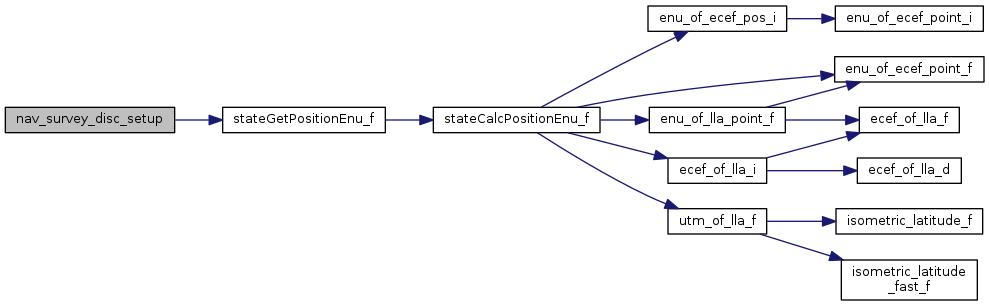 nav_survey_disc_setup
stateGetPositionEnu_f
stateCalcPositionEnu_f
enu_of_ecef_pos_i
enu_of_ecef_point_i
enu_of_ecef_point_f
enu_of_lla_point_f
ecef_of_lla_f
ecef_of_lla_i
ecef_of_lla_d
utm_of_lla_f
isometric_latitude_f
isometric_latitude
_fast_f